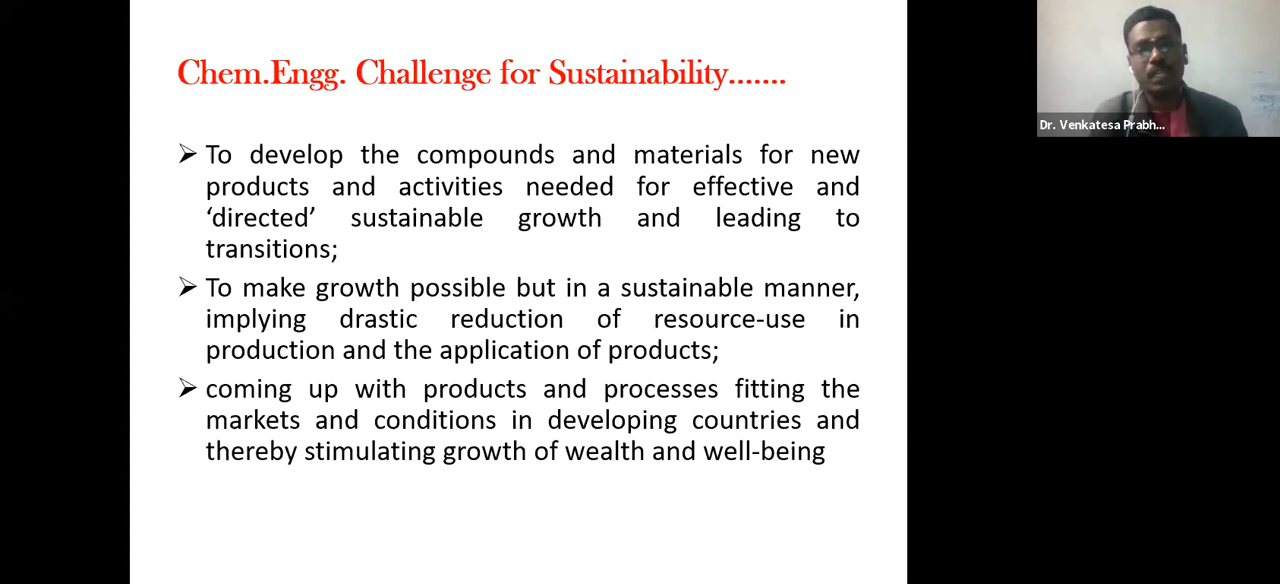 Chem.Engg. Challenge for Sustainability.......
➢ To develop the compounds and materials for new
products and activities needed for effective and
‘directed’ sustainable growth and leading to
transitions;
➢ To make growth possible but in a sustainable manner,
implying drastic reduction of resource-use in
production and the application of products;
➢ coming up with products and processes fitting the
markets and conditions in developing countries and
thereby stimulating growth of wealth and well-being
Dr. Venkatesa Prabh...